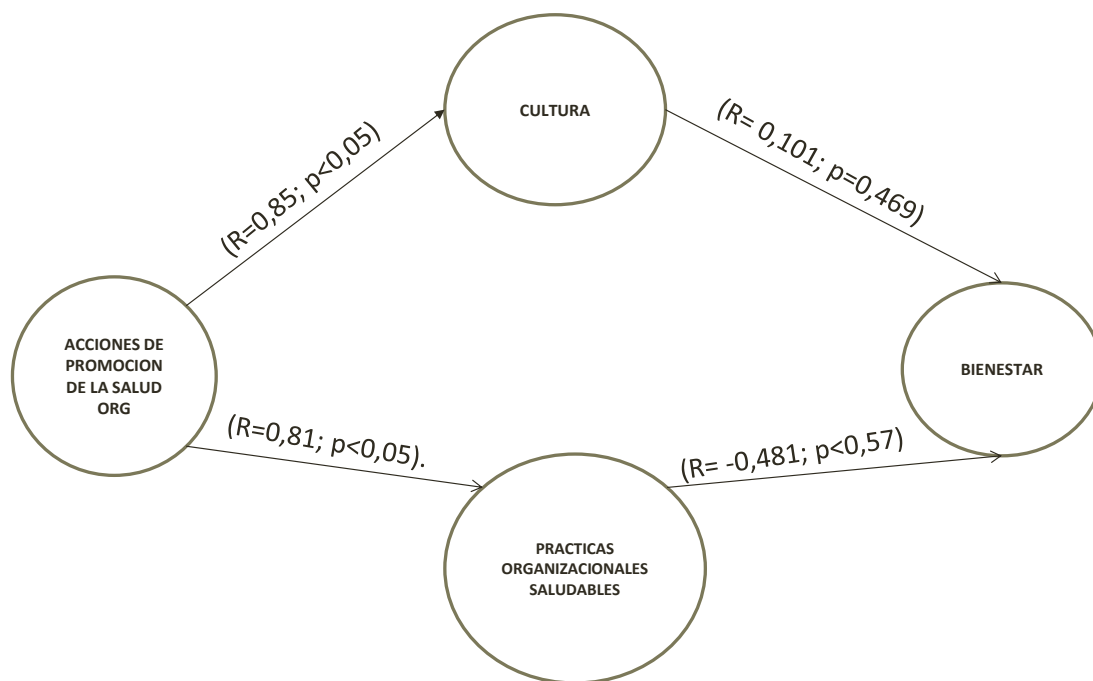 CULTURA
(R= 0,101; p=0,469)
(R=0,85; p<0,05)
ACCIONES DE
PROMOCION
DE LA SALUD
ORG
BIENESTAR
(R=0,81; p<0,05).
(R= -0,481; p<0,57)
PRACTICAS
ORGANIZACIONALES
SALUDABLES